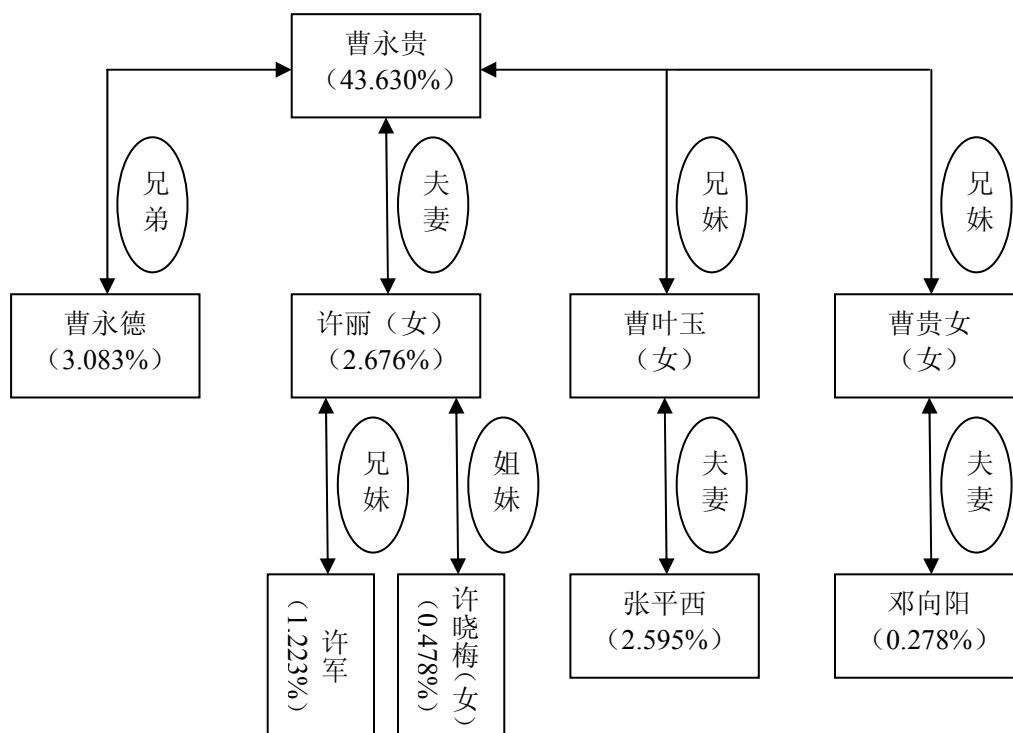 曹永贵
（43.630%）
兄
弟
夫
妻
兄
妹
兄
妹
曹永德
（3.083%）
许丽（女）
（2.676%）
曹叶玉
（女）
曹贵女
（女）
兄
妹
姐
妹
夫
妻
夫
妻
许军
（1.223%）
许晓梅（女）
（0.478%）
张平西
（2.595%）
邓向阳
（0.278%）